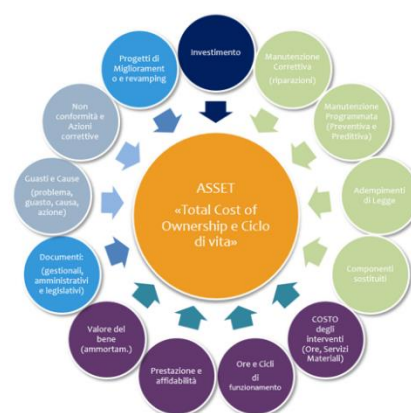 Investimento
Manutenzione
Correttiva
(riparazioni)
Manutenzione
Programmata
(Preventiva e
Predittiva)
Adempimenti
di Legge
Componenti
sostituiti
COSTO
degli
interventi
(Ore, Servizi
Materiali)
Ore e Cicli
di
funzionamento
Prestazione e
affidabilità
Valore del
bene
(ammortam.)
Documenti:
(gestionali,
amministrativi
e legislativi)
Guasti e Cause
(problema,
guasto, causa,
azione)
Non
conformità e
Azioni
correttive
Progetti di
Migliorament
o e revamping
ASSET
«Total Cost of
Ownership e Ciclo
di vita»